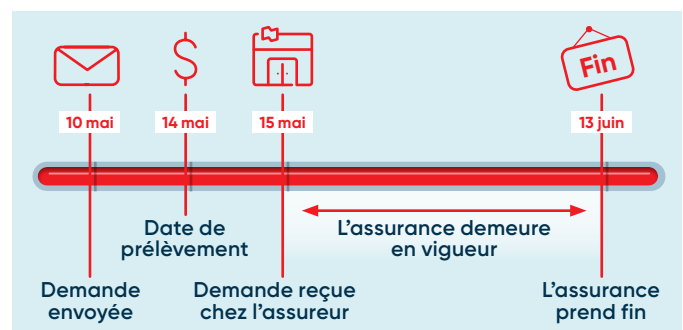 $
Fin
10 mai
14 mai
15 mai
13 juin
Date de
prélèvement
L'assurance demeure
en vigueur
Demande
envoyée
Demande reçue
chez l'assureur
L'assurance
prend fin